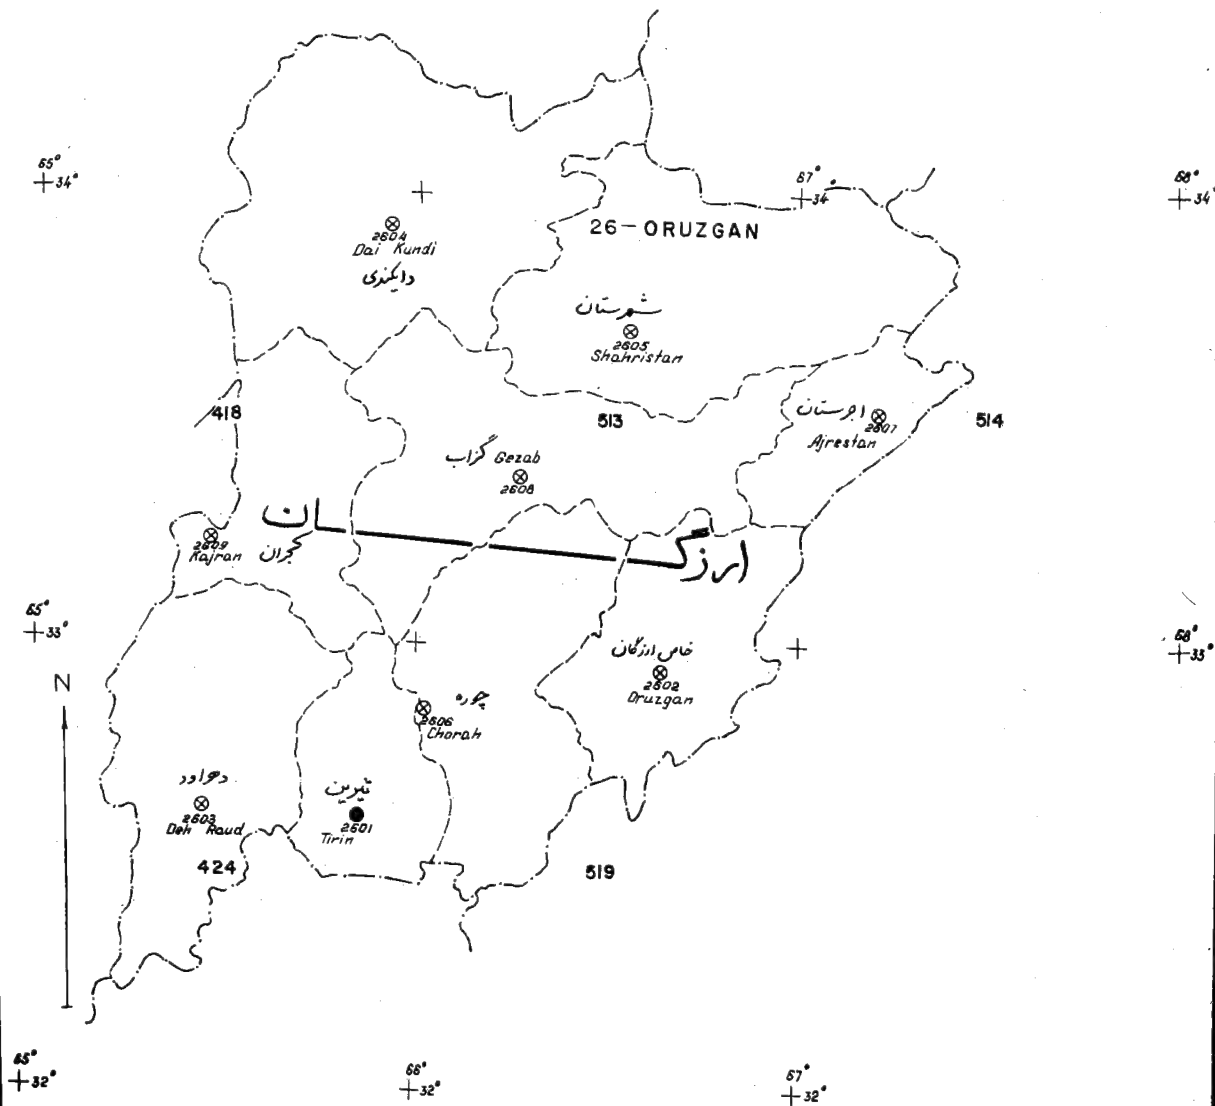 65°
34°
67°
34°
68°
34°
26-ORUZGAN
2604
Dai Kundi
دایکندی
شهرستان
2605
Shahristan
418
513
514
اجرستان
2607
Ajrestan
گزاب Gezab
2608
ارزگان
2609
Kajran
کجران
65°
33°
68°
33°
N
خاص ارزگان
2602
Oruzgan
چوره
2606
Chorah
دهراود
2603
Deh Raud
تیرین
2601
Tirin
424
519
65°
32°
66°
32°
67°
32°